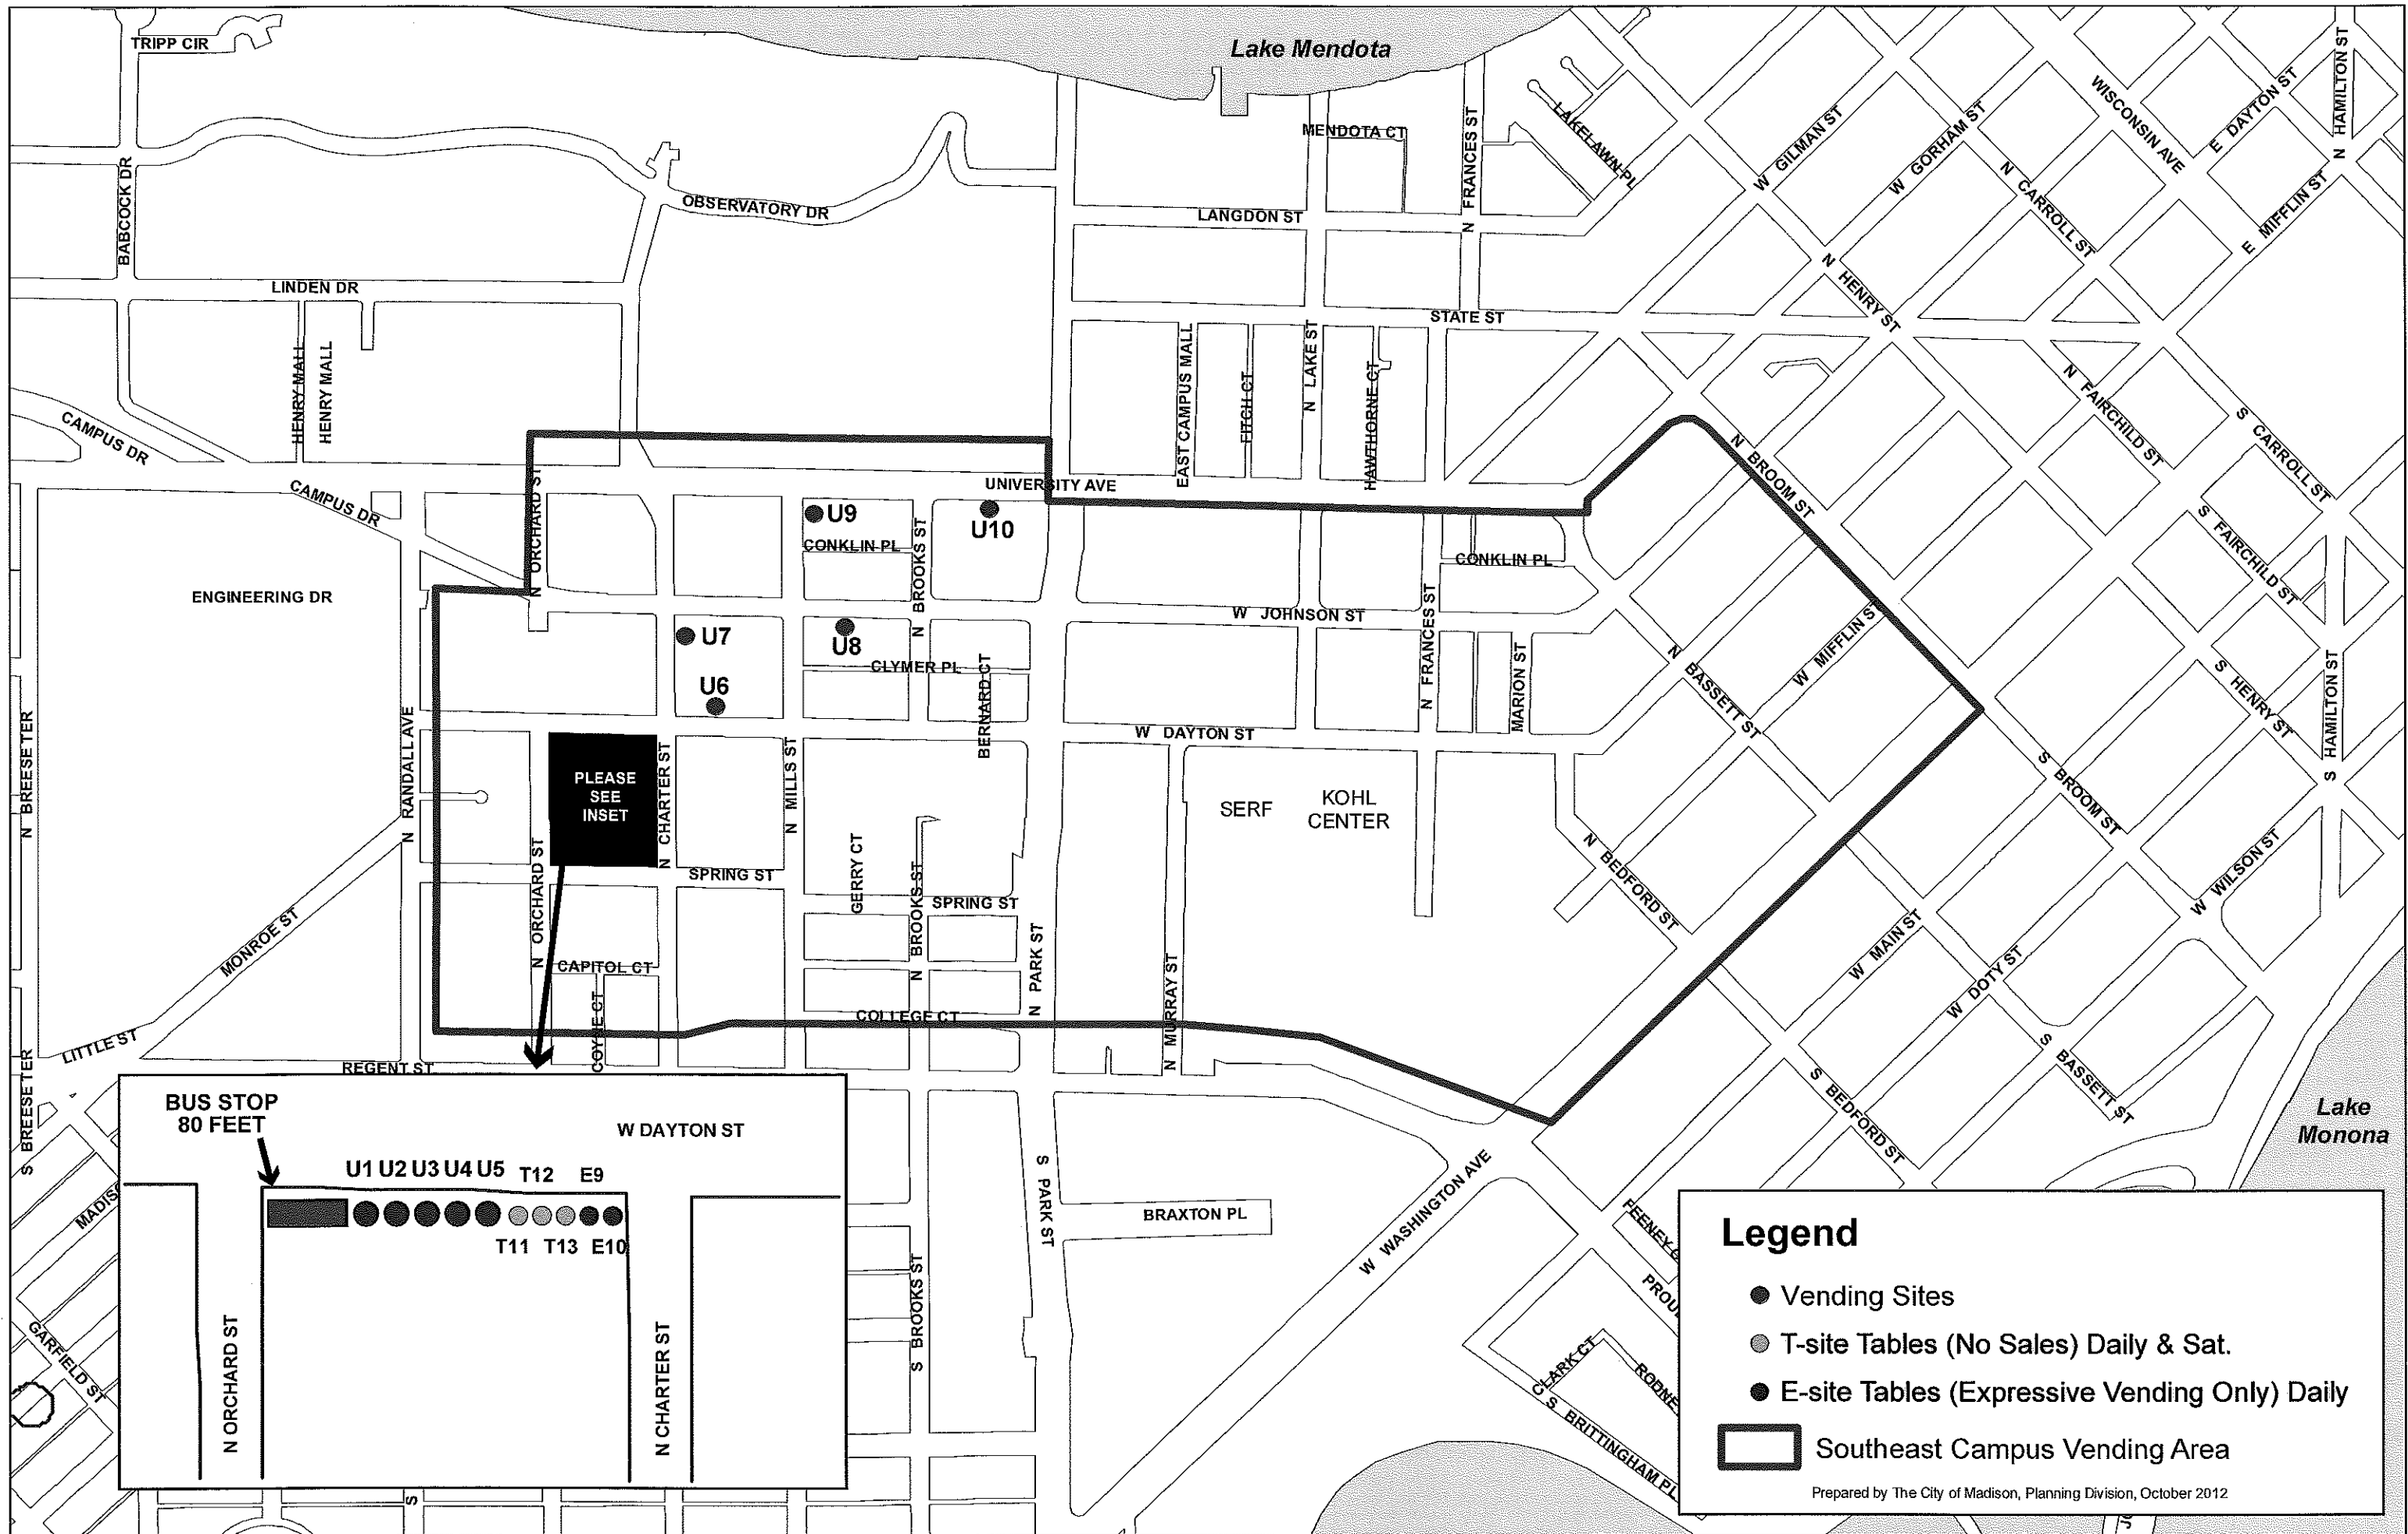 Lake Mendota
TRIPP CIR
BABCOCK DR
OBSERVATORY DR
MENDOTA CT
N FRANCES ST
LAKELAWN PL
LANGDON ST
W GILMAN ST
W GORHAM ST
WISCONSIN AVE
E DAYTON ST
N HAMILTON ST
N CARROLL ST
E MIFFLIN ST
LINDEN DR
N HENRY ST
STATE ST
HENRY MALL
HENRY MALL
EAST CAMPUS MALL
FITCH CT
N LAKE ST
HAWTHORNE CT
N FAIRCHILD ST
S CARROLL ST
CAMPUS DR
CAMPUS DR
N ORCHARD ST
UNIVERSITY AVE
N BROOM ST
U9
U10
CONKLIN PL
N BROOKS ST
CONKLIN PL
S FAIRCHILD ST
ENGINEERING DR
W JOHNSON ST
N FRANCES ST
U7
U8
CLYMER PL
BERNARD CT
MARION ST
N BASSETT ST
W MIFFLIN ST
S HENRY ST
S HAMILTON ST
U6
W DAYTON ST
N BREESE TER
N RANDALL AVE
PLEASE
SEE
INSET
N CHARTER ST
N MILLS ST
SERF
KOHL
CENTER
S BROOM ST
N ORCHARD ST
SPRING ST
GERRY CT
N BROOKS ST
SPRING ST
N BEDFORD ST
W WILSON ST
MONROE ST
CAPITOL CT
N PARK ST
N MURRAY ST
W MAIN ST
W DOTY ST
COYNE CT
COLLEGE CT
LITTLE ST
REGENT ST
S BREESE TER
S BASSETT ST
S BEDFORD ST
Lake
Monona
BUS STOP
80 FEET
W DAYTON ST
U1 U2 U3 U4 U5 T12 E9
T11 T13 E10
N ORCHARD ST
N CHARTER ST
MADISO
GARFIELD ST
S
S PARK ST
BRAXTON PL
S BROOKS ST
W WASHINGTON AVE
FEENEY
PROU
CLARK CT
RODNE
S BRITTINGHAM PL
Legend
Vending Sites
T-site Tables (No Sales) Daily & Sat.
E-site Tables (Expressive Vending Only) Daily
Southeast Campus Vending Area
Prepared by The City of Madison, Planning Division, October 2012